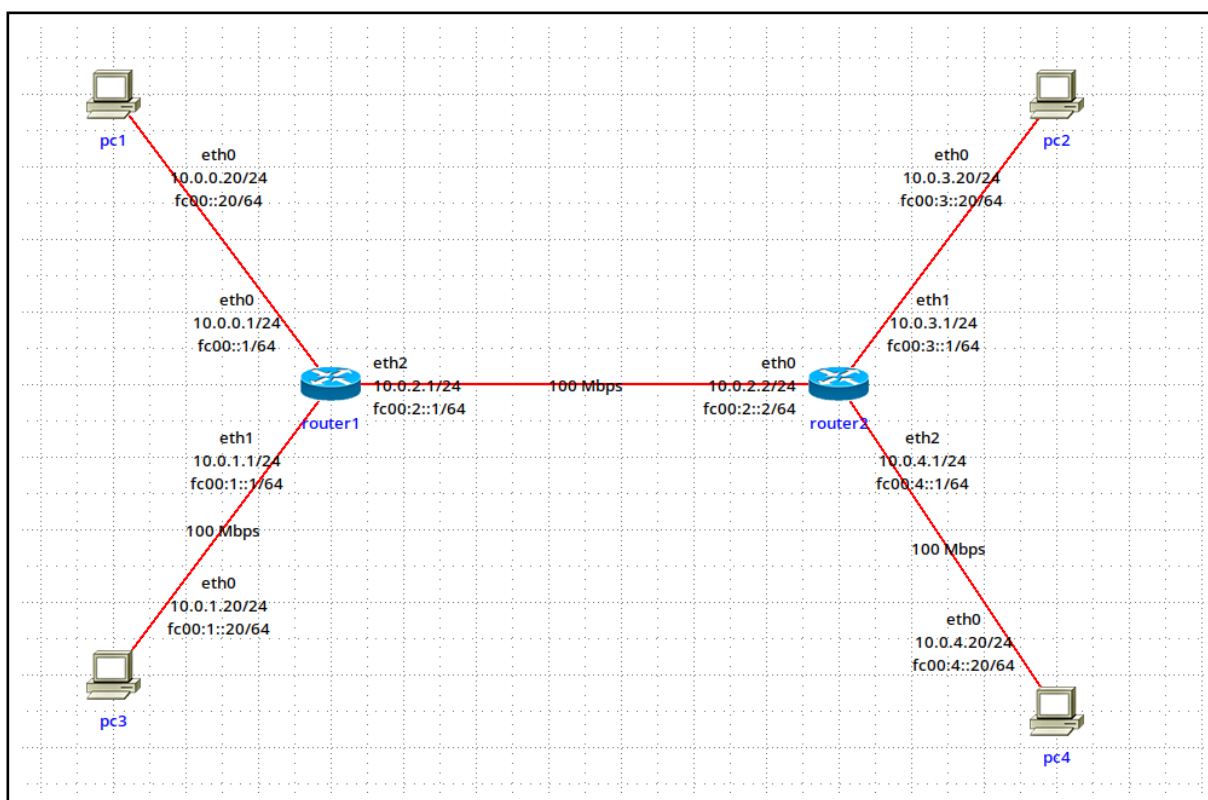 pc1
eth0
10.0.0.20/24
fc00::20/64
eth0
10.0.0.1/24
fc00::1/64
router1
eth2
10.0.2.1/24
fc00:2::1/64
100 Mbps
eth0
10.0.2.2/24
fc00:2::2/64
router2
pc2
eth0
10.0.3.20/24
fc00:3::20/64
eth1
10.0.3.1/24
fc00:3::1/64
eth1
10.0.1.1/24
fc00:1::1/64
100 Mbps
eth0
10.0.1.20/24
fc00:1::20/64
pc3
eth2
10.0.4.1/24
fc00:4::1/64
100 Mbps
eth0
10.0.4.20/24
fc00:4::20/64
pc4